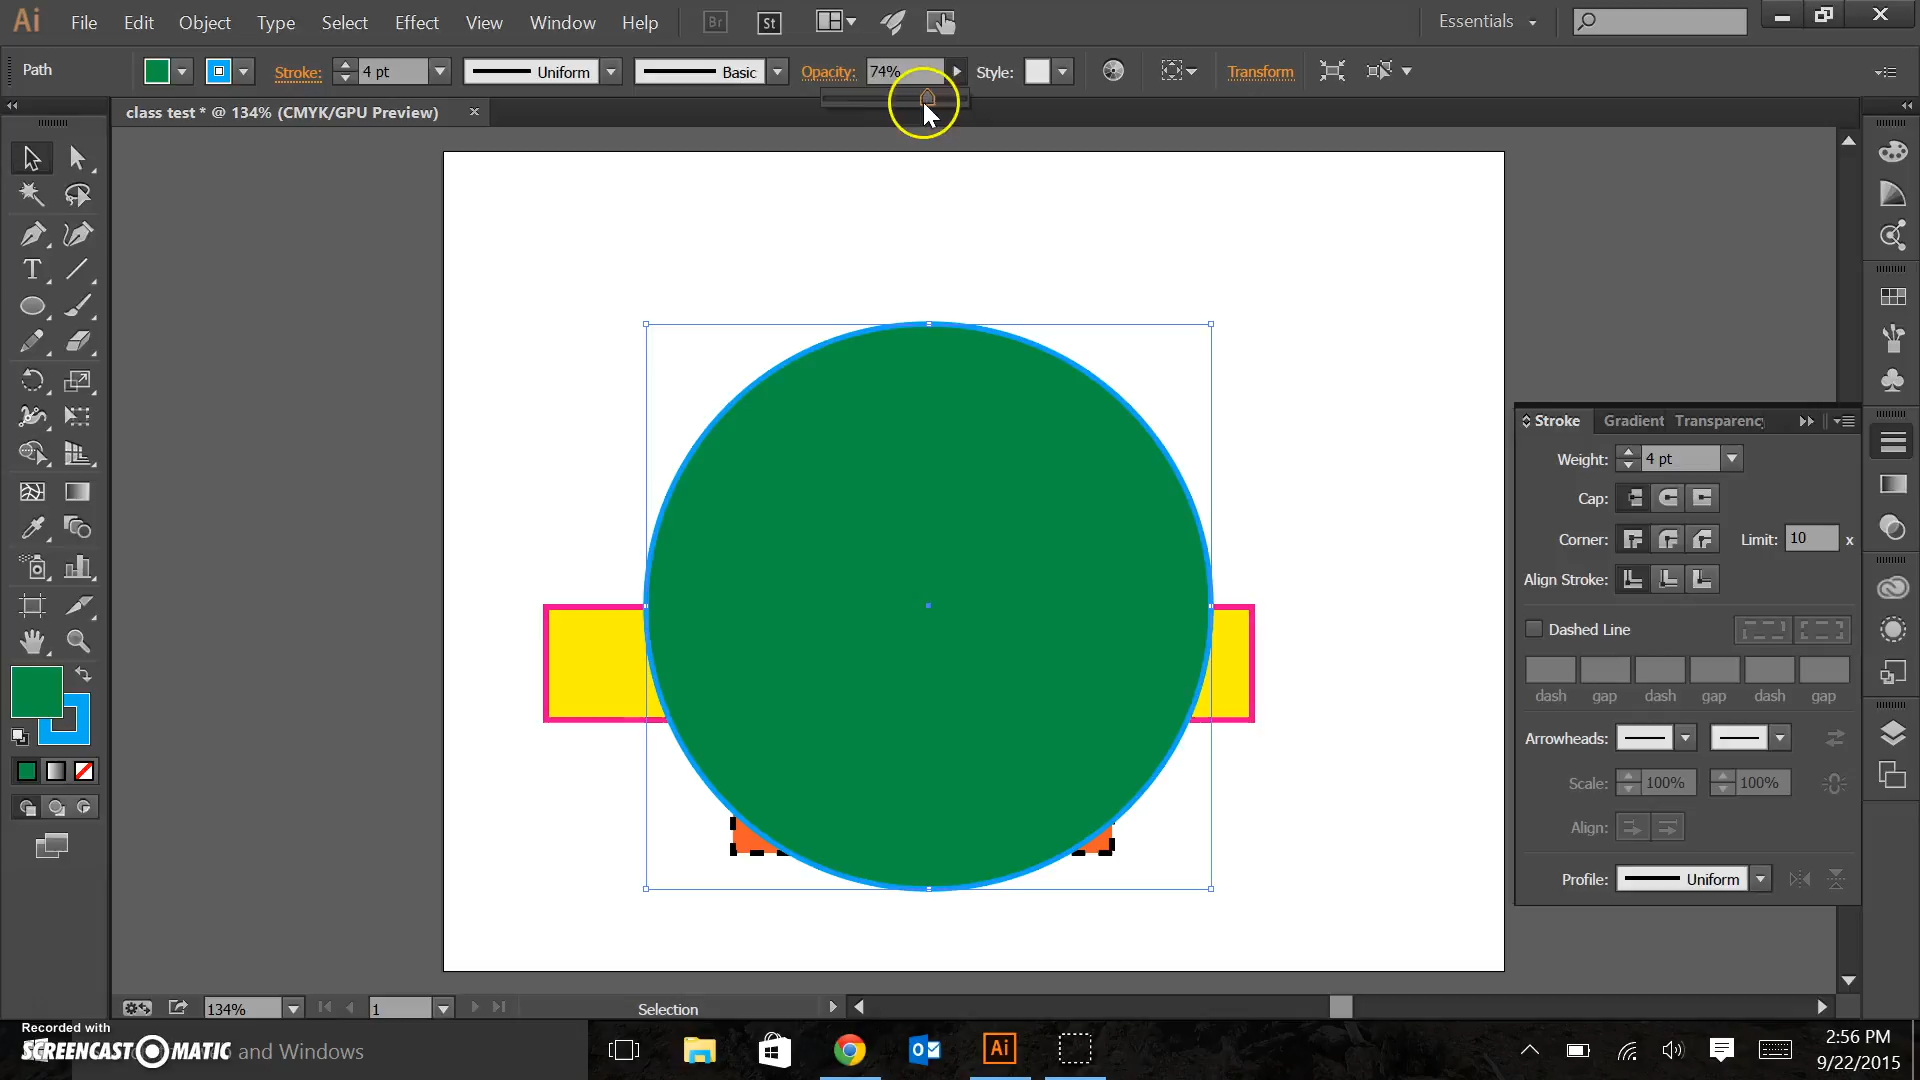 Ai File Edit Object Type Select Effect View Window Help Br St Essentials
Path Stroke: 4 pt Uniform Basic Opacity: 74% Style: Transform
class test * @ 134% (CMYK/GPU Preview)
Stroke Gradient Transparency
Weight: 4 pt
Cap:
Corner: Limit: 10 x
Align Stroke:
Dashed Line
dash gap dash gap dash gap
Arrowheads:
Scale: 100% 100%
Align:
Profile: Uniform
134% 1 Selection
Recorded with
SCREENCAST-O-MATIC
and Windows
Ai
2:56 PM
9/22/2015